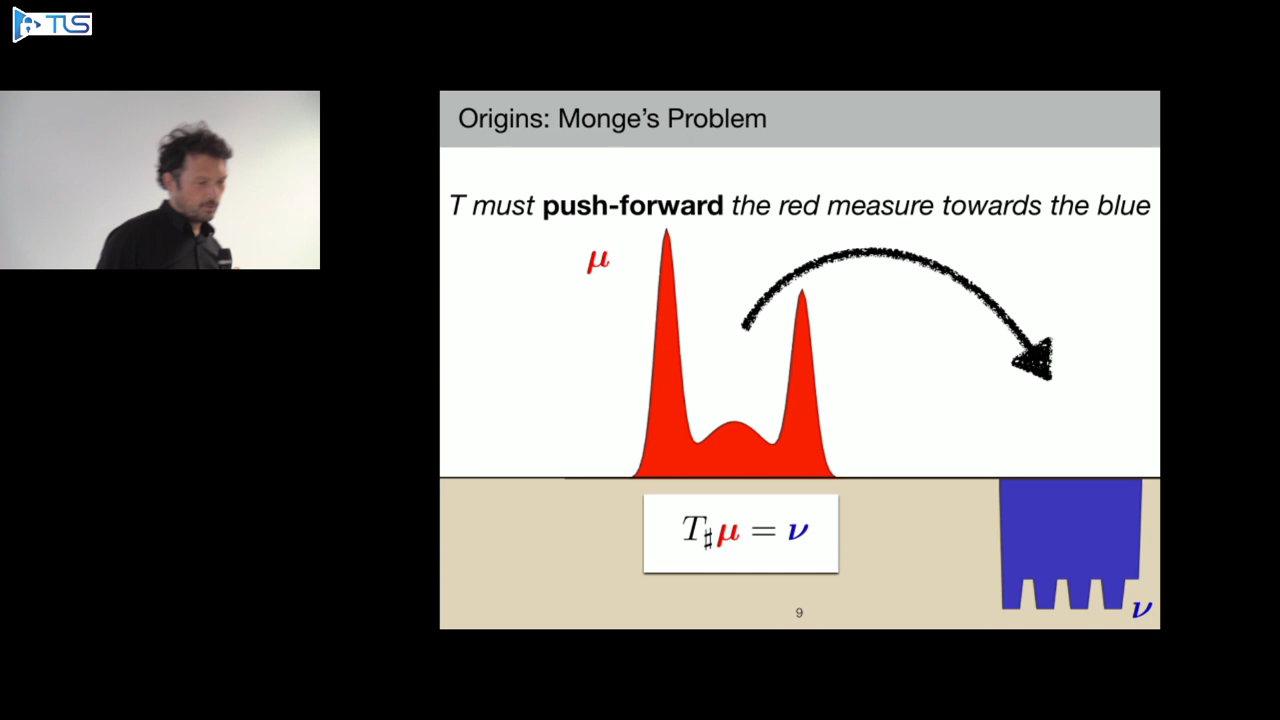 TLS
Origins: Monge's Problem
T must push-forward the red measure towards the blue
μ
T♯μ = ν
ν
9